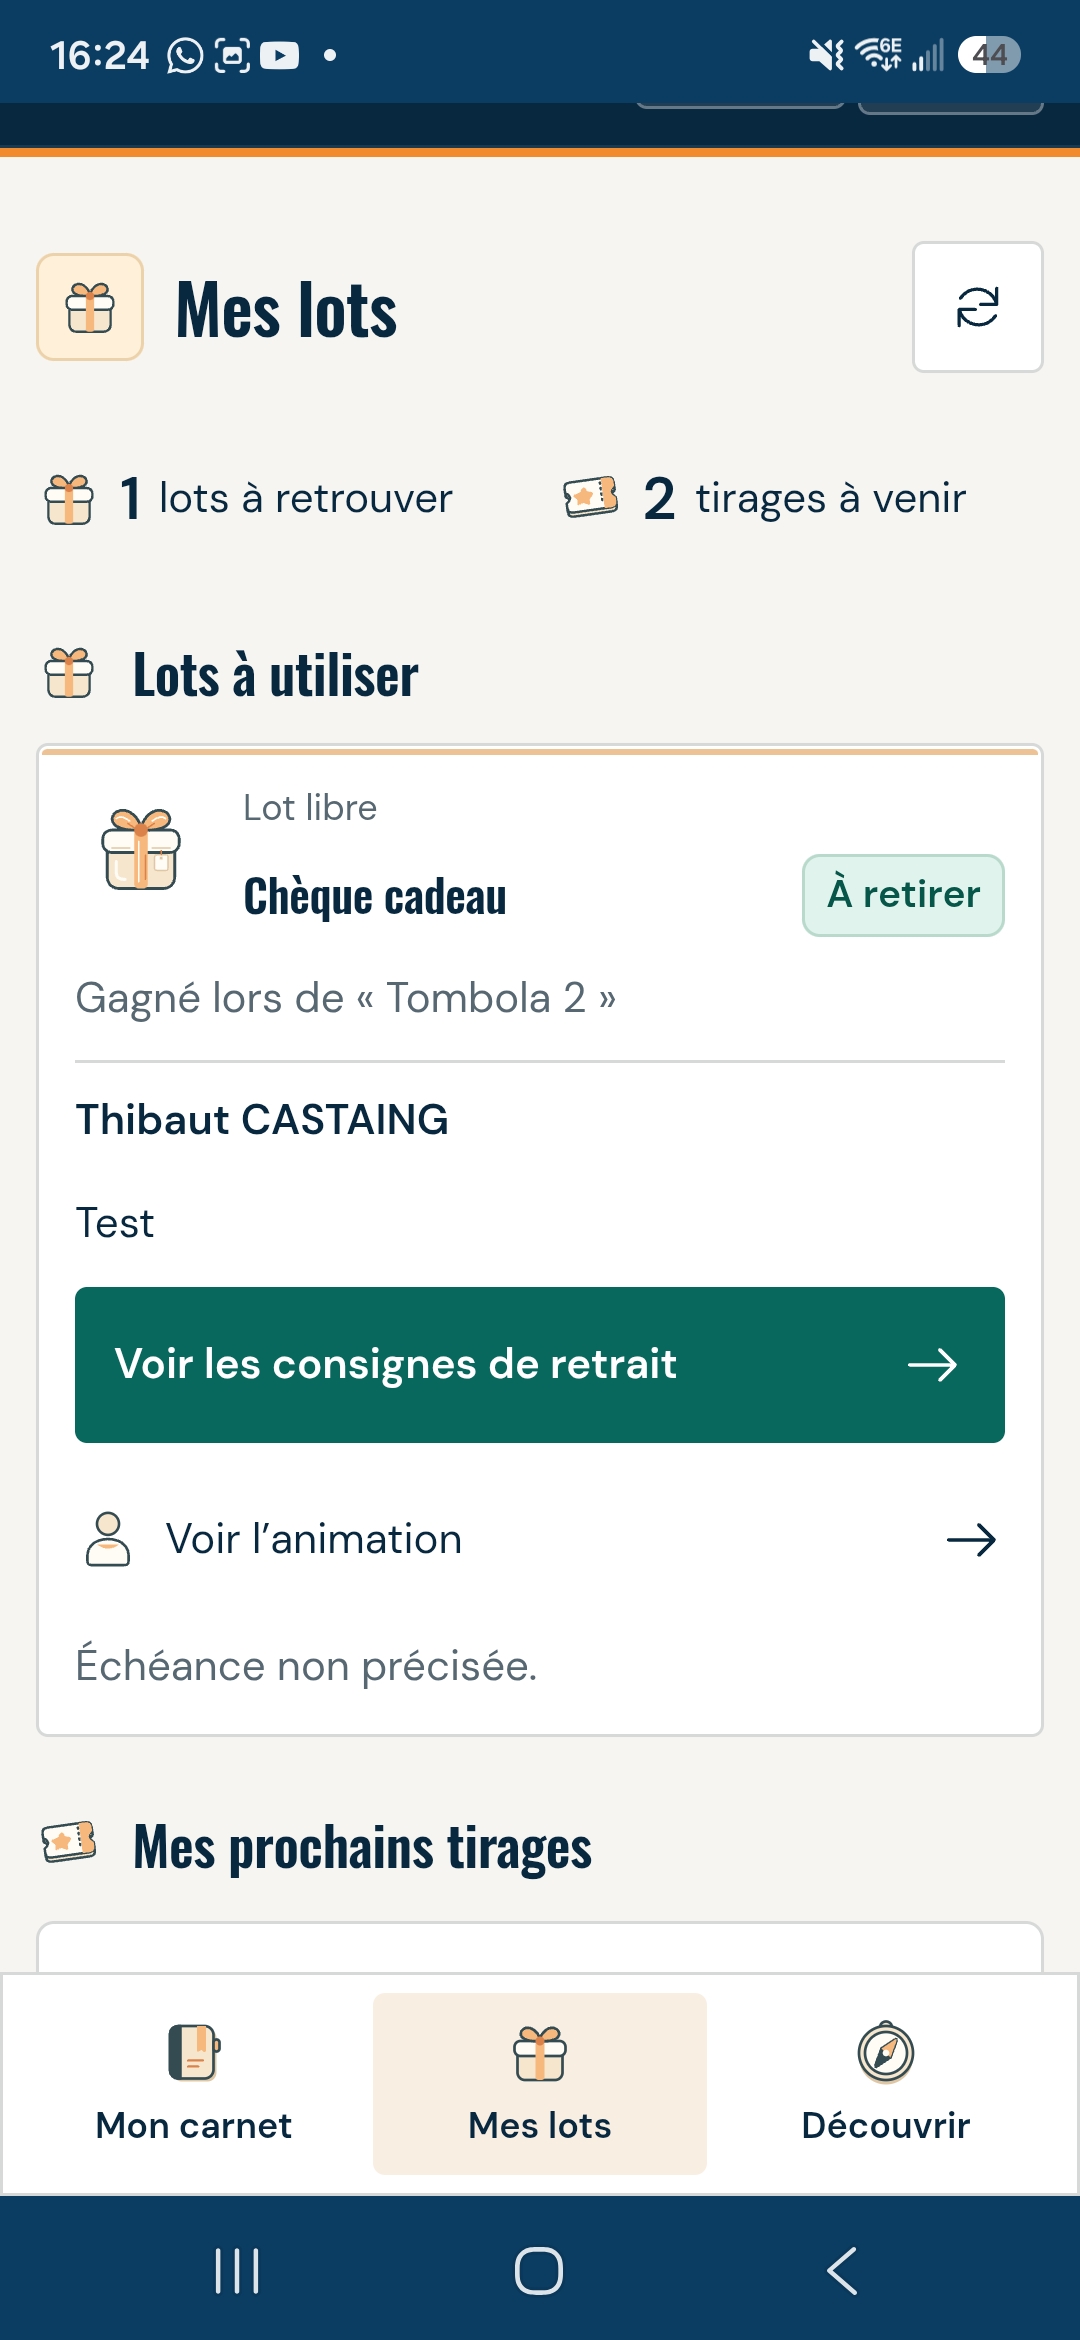 16:24
6E
44
Mes lots
1 lots à retrouver
2 tirages à venir
Lots à utiliser
Lot libre
Chèque cadeau
À retirer
Gagné lors de « Tombola 2 »
Thibaut CASTAING
Test
Voir les consignes de retrait
Voir l’animation
Échéance non précisée.
Mes prochains tirages
Mon carnet
Mes lots
Découvrir